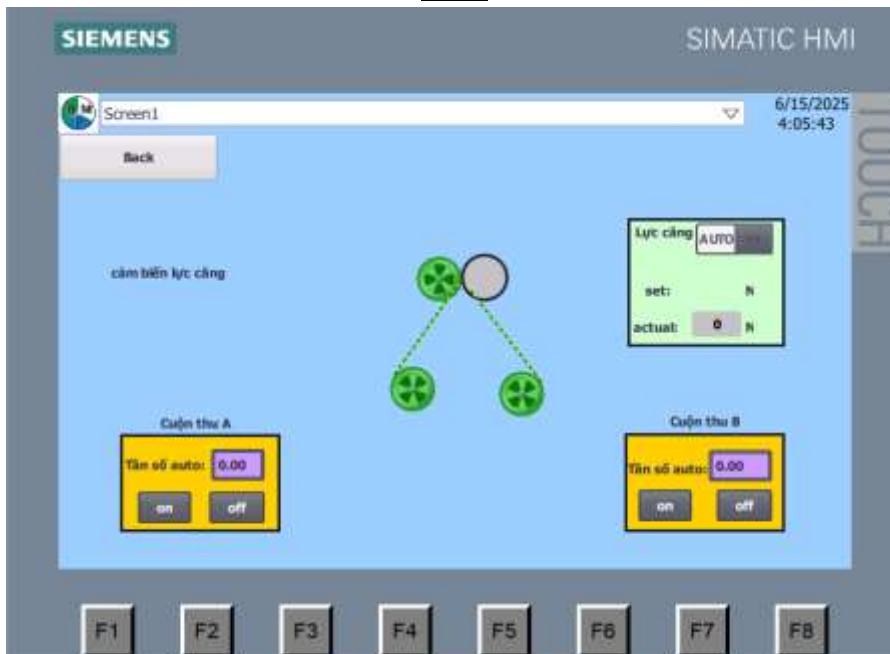 SIEMENS
SIMATIC HMI
TOUCH
Screen1
6/15/2025
4:05:43
Back
Lực căng AUTO
cảm biến lực căng
set: N
actual: 0 N
Cuộn thu A
Cuộn thu B
Tần số auto: 0.00
Tần số auto: 0.00
on off
on off
F1 F2 F3 F4 F5 F6 F7 F8